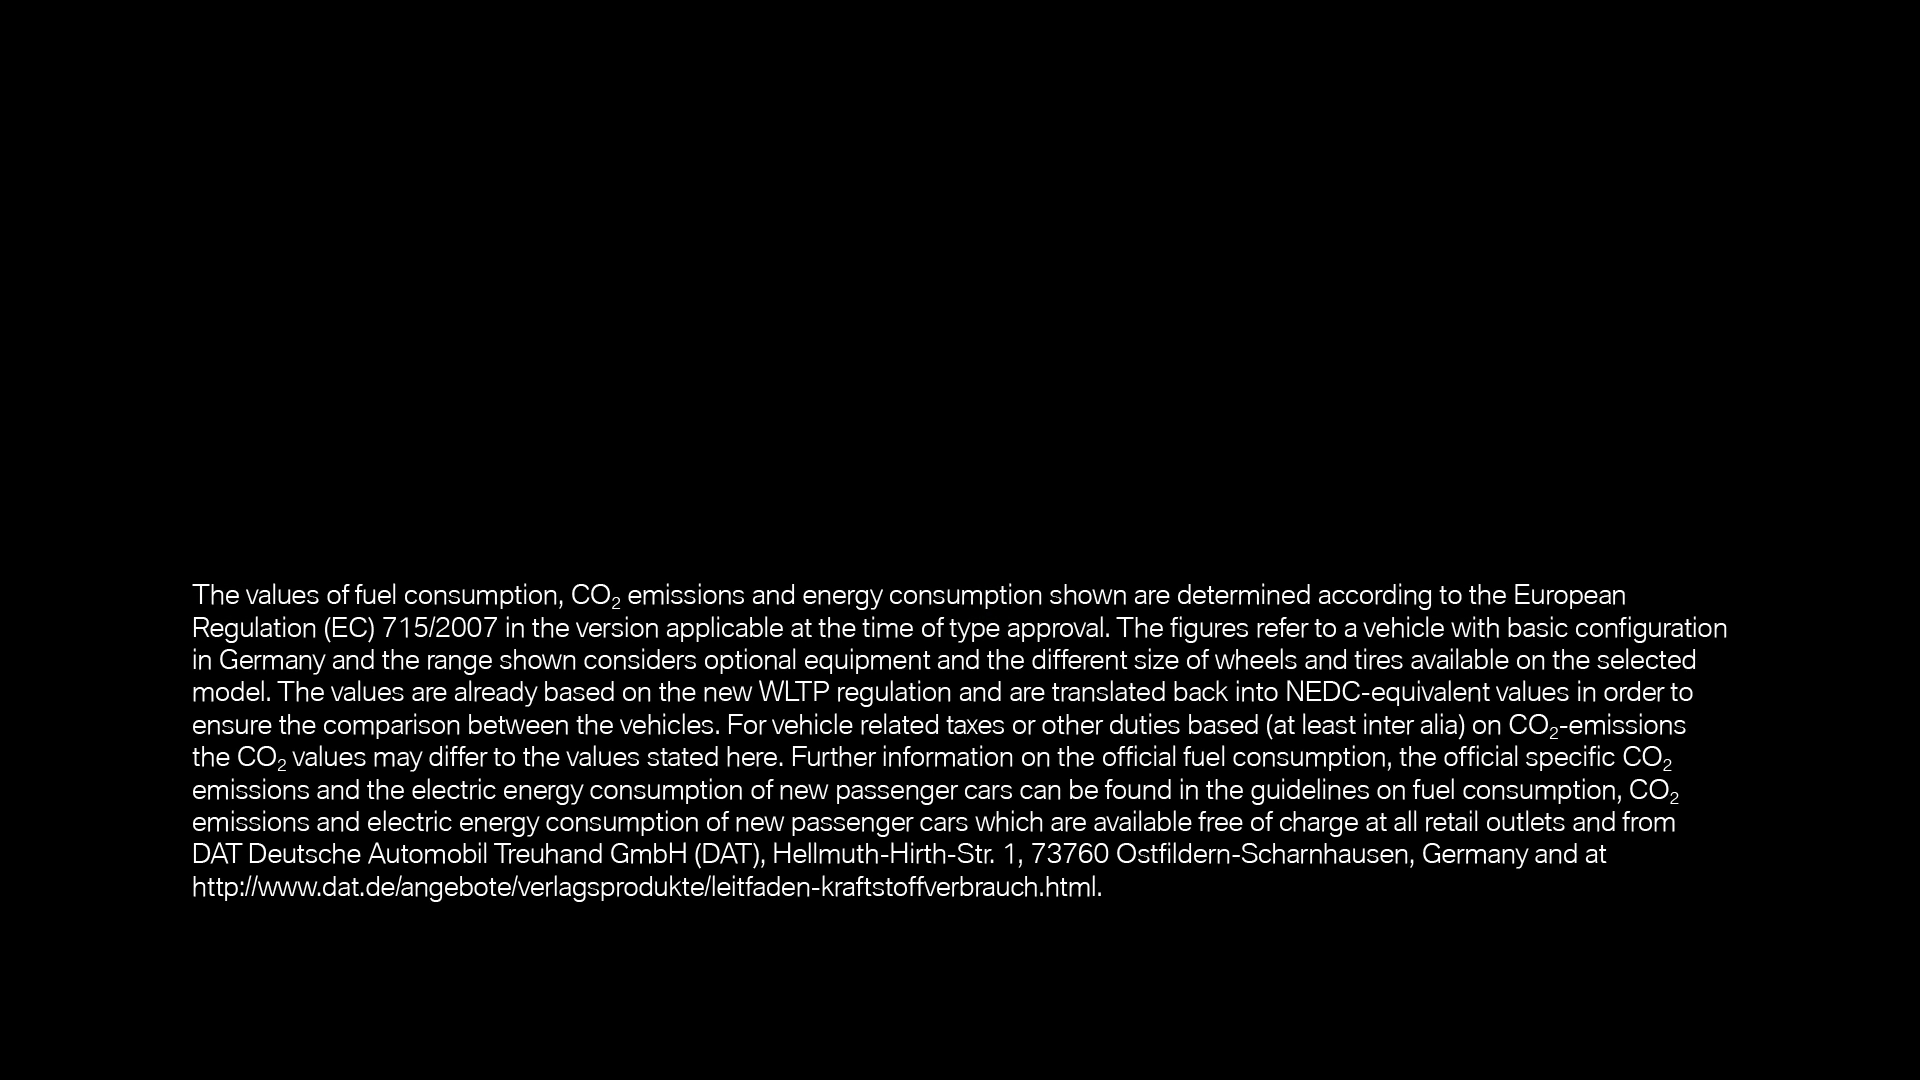 The values of fuel consumption, CO₂ emissions and energy consumption shown are determined according to the European
Regulation (EC) 715/2007 in the version applicable at the time of type approval. The figures refer to a vehicle with basic configuration
in Germany and the range shown considers optional equipment and the different size of wheels and tires available on the selected
model. The values are already based on the new WLTP regulation and are translated back into NEDC-equivalent values in order to
ensure the comparison between the vehicles. For vehicle related taxes or other duties based (at least inter alia) on CO₂-emissions
the CO₂ values may differ to the values stated here. Further information on the official fuel consumption, the official specific CO₂
emissions and the electric energy consumption of new passenger cars can be found in the guidelines on fuel consumption, CO₂
emissions and electric energy consumption of new passenger cars which are available free of charge at all retail outlets and from
DAT Deutsche Automobil Treuhand GmbH (DAT), Hellmuth-Hirth-Str. 1, 73760 Ostfildern-Scharnhausen, Germany and at
http://www.dat.de/angebote/verlagsprodukte/leitfaden-kraftstoffverbrauch.html.